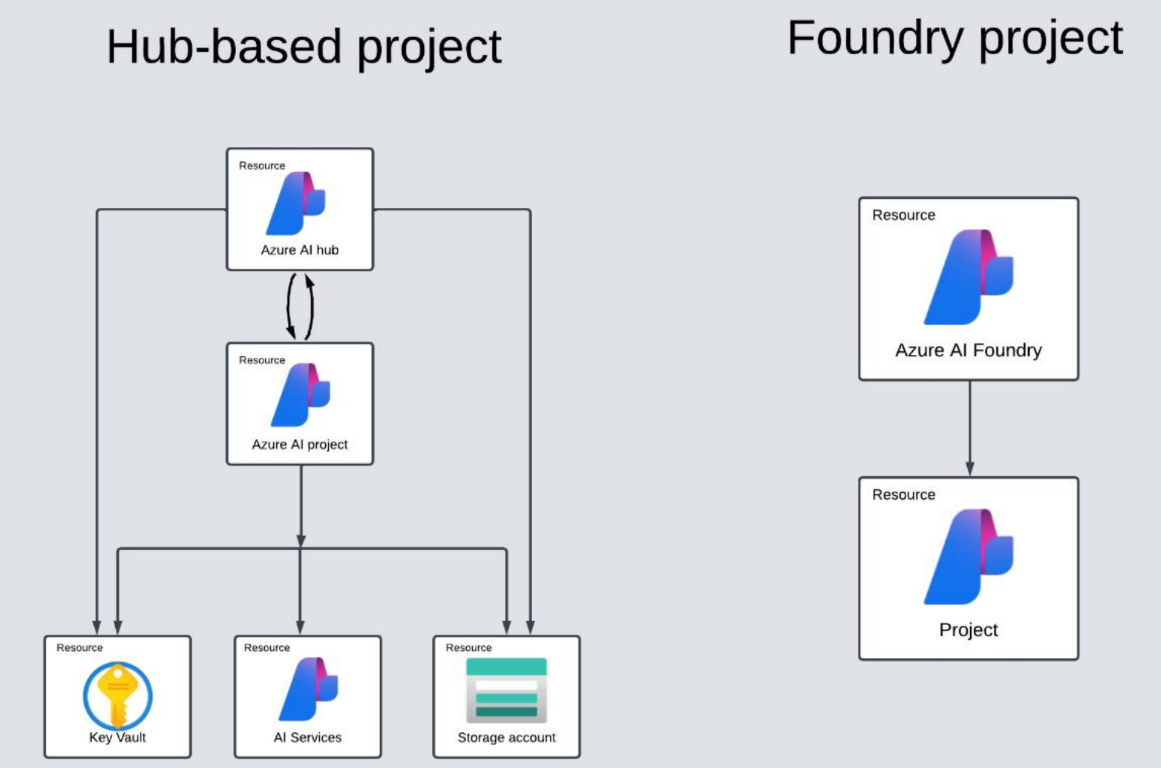 Hub-based project
Foundry project
Resource
Azure AI hub
Resource
Azure AI project
Resource
Key Vault
Resource
AI Services
Resource
Storage account
Resource
Azure AI Foundry
Resource
Project